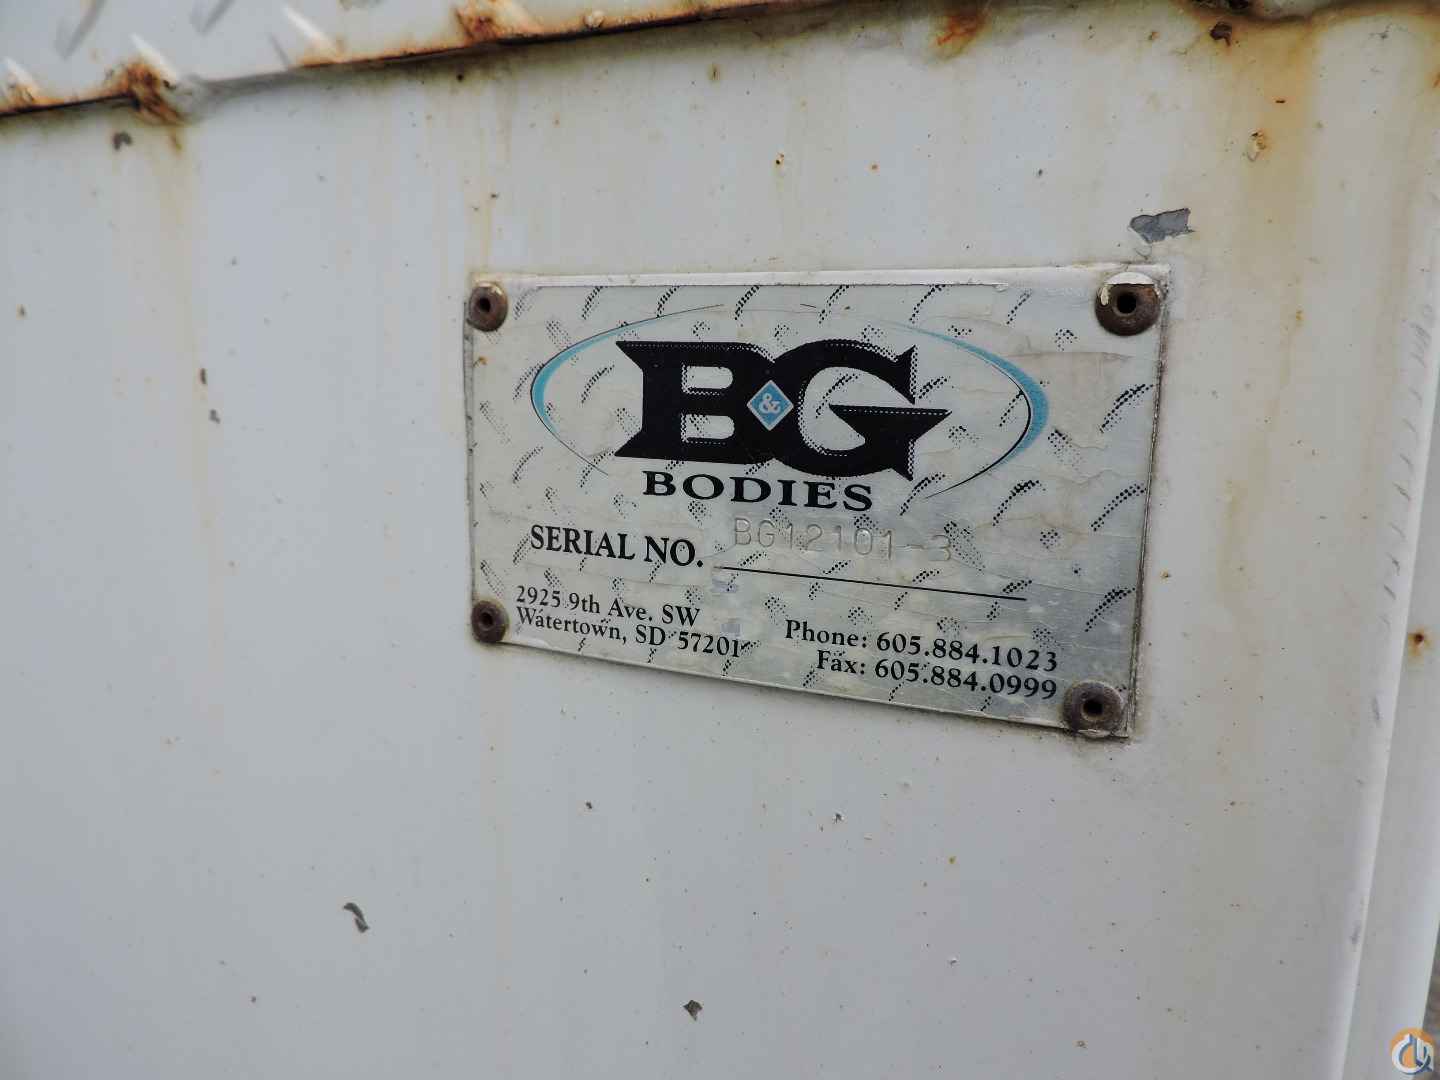 B&G
BODIES
SERIAL NO. BG12101-3
2925 9th Ave. SW
Watertown, SD 57201
Phone: 605.884.1023
Fax: 605.884.0999